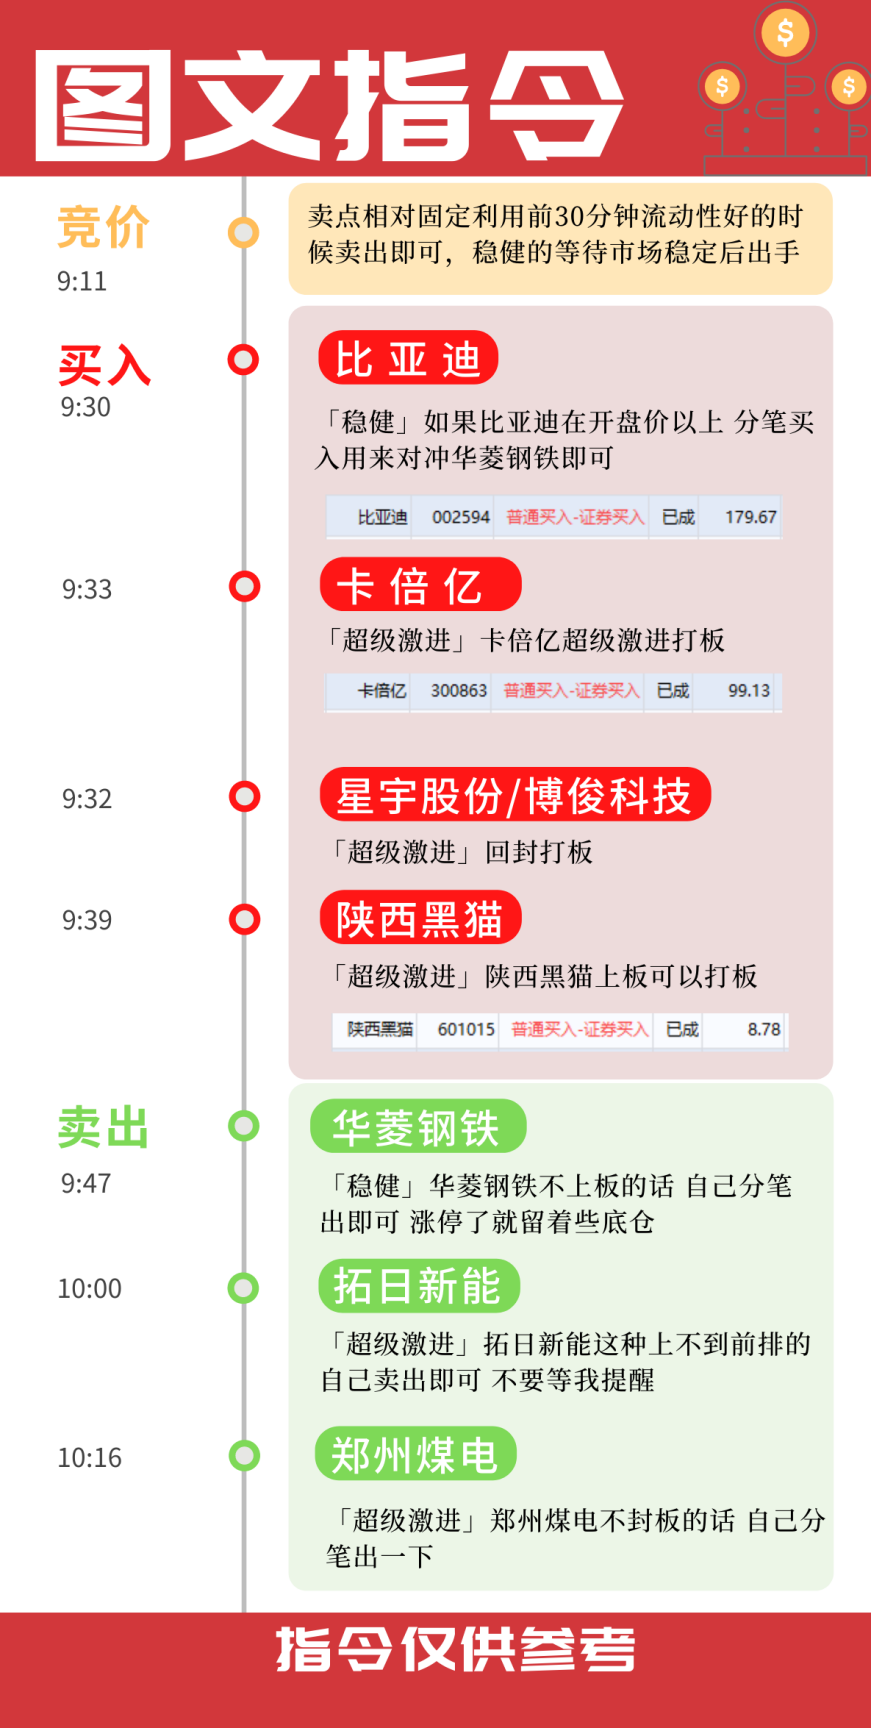 图文指令
$
$
$
竞价
9:11
卖点相对固定利用前30分钟流动性好的时
候卖出即可，稳健的等待市场稳定后出手
买入
9:30
比亚迪
「稳健」如果比亚迪在开盘价以上 分笔买
入用来对冲华菱钢铁即可
比亚迪 002594 普通买入-证券买入 已成 179.67
9:33
卡倍亿
「超级激进」卡倍亿超级激进打板
卡倍亿 300863 普通买入-证券买入 已成 99.13
9:32
星宇股份/博俊科技
「超级激进」回封打板
9:39
陕西黑猫
「超级激进」陕西黑猫上板可以打板
陕西黑猫 601015 普通买入-证券买入 已成 8.78
卖出
9:47
华菱钢铁
「稳健」华菱钢铁不上板的话 自己分笔
出即可 涨停了就留着些底仓
10:00
拓日新能
「超级激进」拓日新能这种上不到前排的
自己卖出即可 不要等我提醒
10:16
郑州煤电
「超级激进」郑州煤电不封板的话 自己分
笔出一下
指令仅供参考